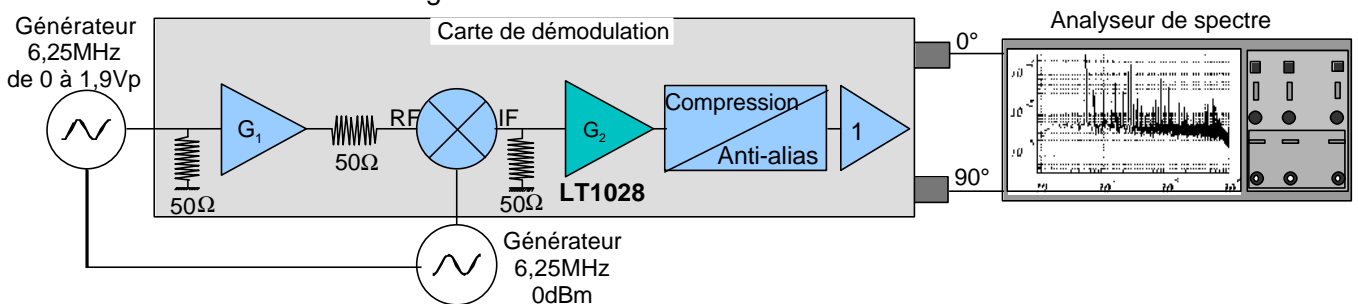 Générateur
6,25MHz
de 0 à 1,9Vp
Carte de démodulation
Analyseur de spectre
0°
G1
RF
IF
G2
Compression
Anti-alias
1
50Ω
50Ω
50Ω
LT1028
90°
Générateur
6,25MHz
0dBm